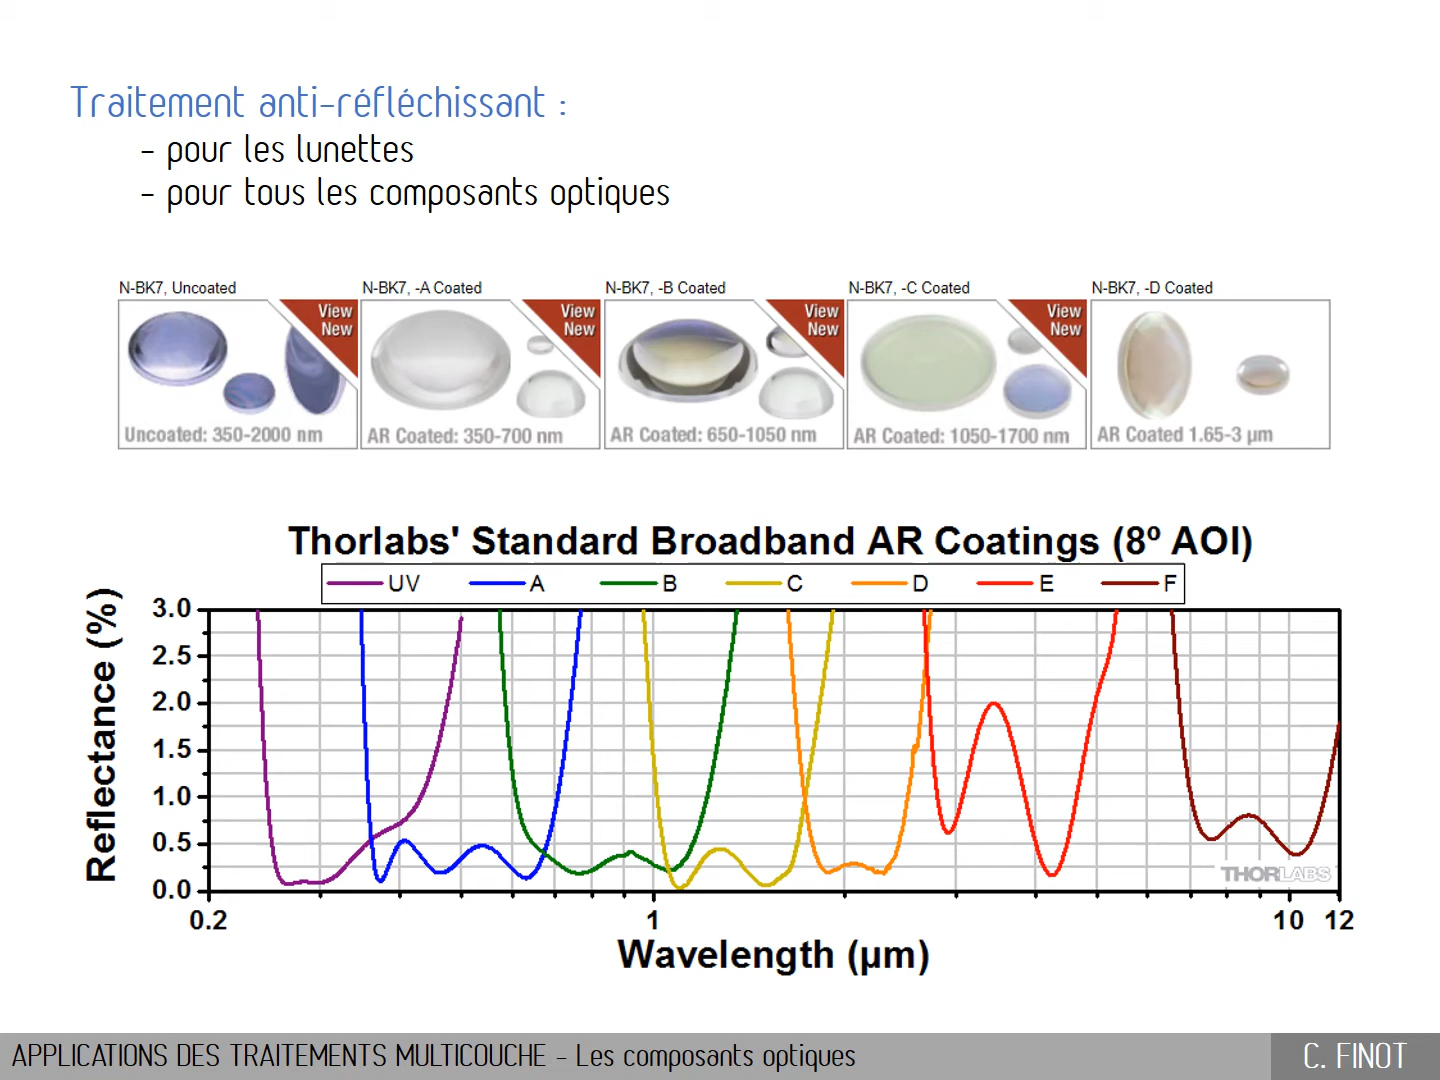 Traitement anti-réfléchissant :
- pour les lunettes
- pour tous les composants optiques
N-BK7, Uncoated
N-BK7, -A Coated
N-BK7, -B Coated
N-BK7, -C Coated
N-BK7, -D Coated
View New
View New
View New
View New
Uncoated: 350-2000 nm
AR Coated: 350-700 nm
AR Coated: 650-1050 nm
AR Coated: 1050-1700 nm
AR Coated 1.65-3 µm
Thorlabs' Standard Broadband AR Coatings (8º AOI)
UV A B C D E F
Reflectance (%)
3.0
2.5
2.0
1.5
1.0
0.5
0.0
THORLABS
0.2 1 10 12
Wavelength (µm)
APPLICATIONS DES TRAITEMENTS MULTICOUCHE - Les composants optiques
C. FINOT